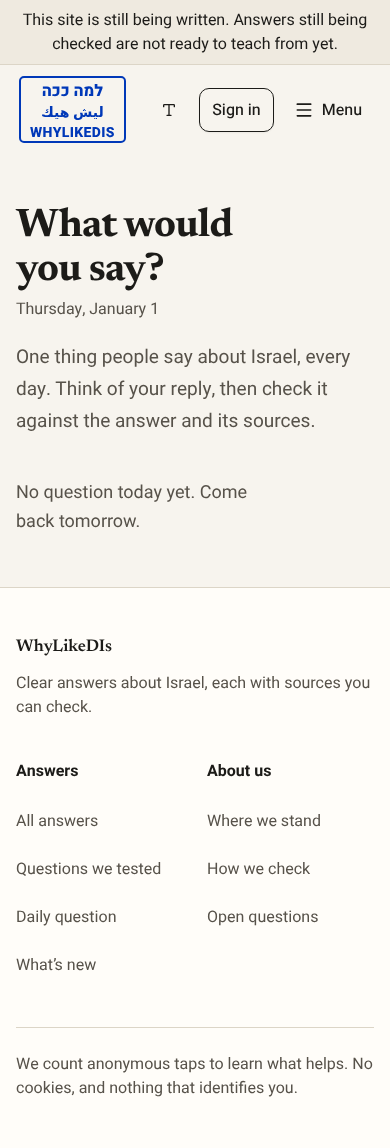 This site is still being written. Answers still being
checked are not ready to teach from yet.
למה ככה
ليش هيك
WHYLIKEDIS
T
Sign in
Menu
What would
you say?
Thursday, January 1
One thing people say about Israel, every
day. Think of your reply, then check it
against the answer and its sources.
No question today yet. Come
back tomorrow.
WhyLikeDIs
Clear answers about Israel, each with sources you
can check.
Answers
About us
All answers
Where we stand
Questions we tested
How we check
Daily question
Open questions
What's new
We count anonymous taps to learn what helps. No
cookies, and nothing that identifies you.